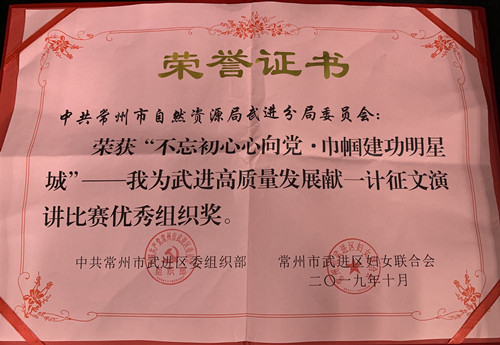 荣誉证书
中共常州市自然资源局武进分局委员会：
荣获“不忘初心心向党·巾帼建功明星
城”——我为武进高质量发展献一计征文演
讲比赛优秀组织奖。
中共常州市武进区委组织部 常州市武进区妇女联合会
二〇一九年十月